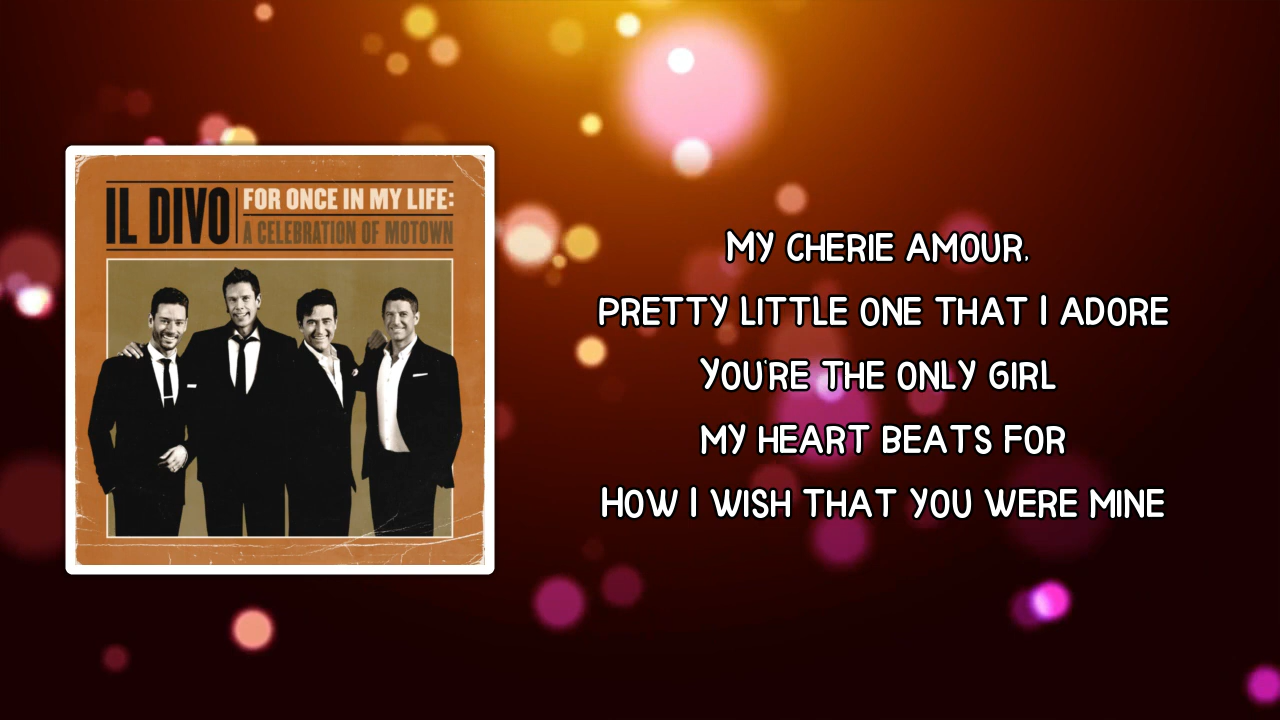 IL DIVO
FOR ONCE IN MY LIFE:
A CELEBRATION OF MOTOWN
MY CHERIE AMOUR,
PRETTY LITTLE ONE THAT I ADORE
YOU'RE THE ONLY GIRL
MY HEART BEATS FOR
HOW I WISH THAT YOU WERE MINE